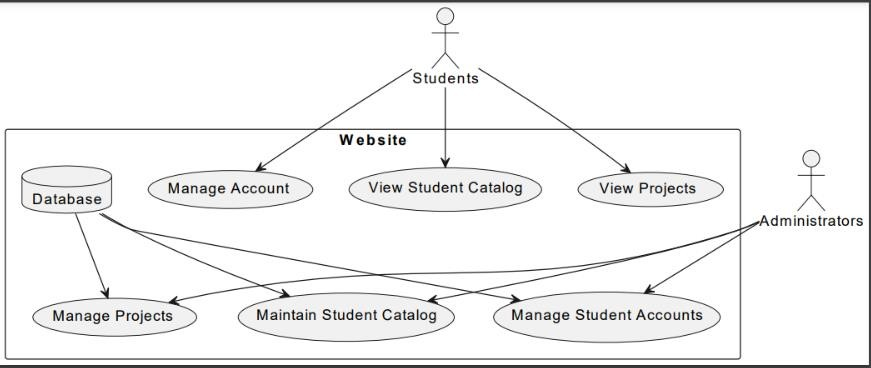 Students
Website
Manage Account
View Student Catalog
View Projects
Database
Administrators
Manage Projects
Maintain Student Catalog
Manage Student Accounts